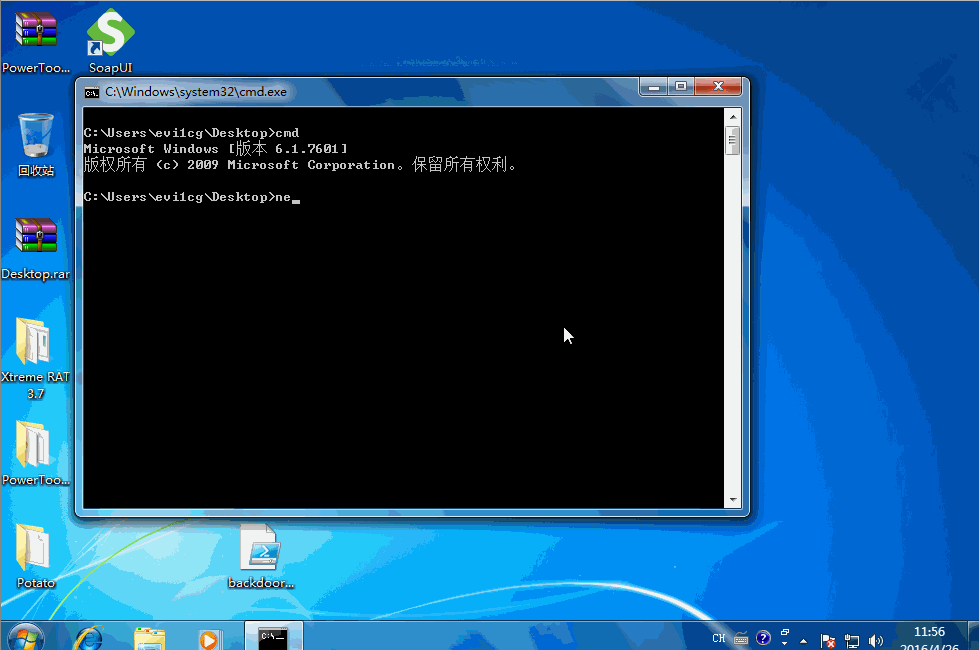 PowerToo...
SoapUI
C:\Windows\system32\cmd.exe
C:\Users\evi1cg\Desktop>cmd
Microsoft Windows [版本 6.1.7601]
版权所有 (c) 2009 Microsoft Corporation。保留所有权利。
C:\Users\evi1cg\Desktop>ne_
回收站
Desktop.rar
Xtreme RAT
3.7
PowerToo...
Potato
backdoor...
CH
11:56
2016/4/26